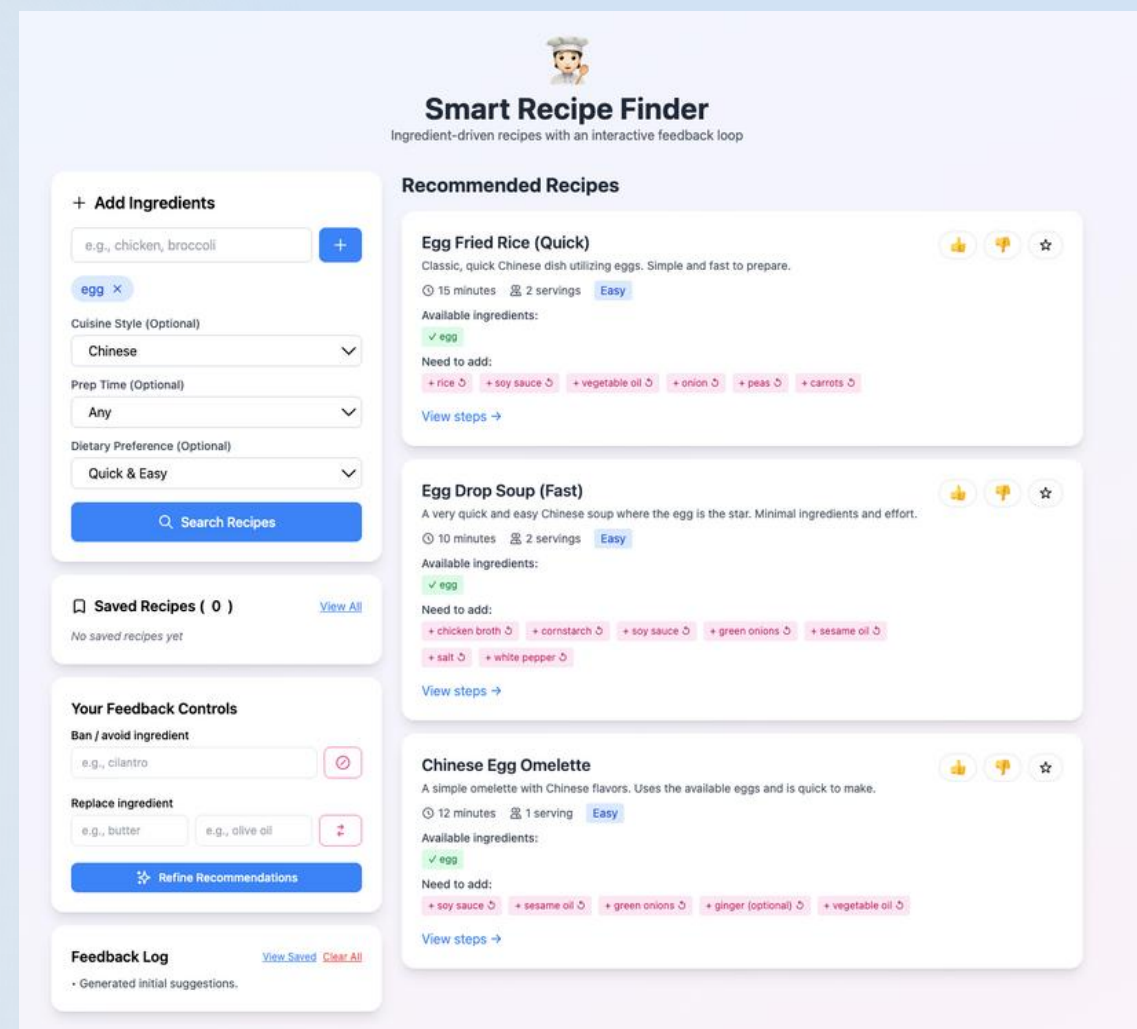 Smart Recipe Finder
Ingredient-driven recipes with an interactive feedback loop
+ Add Ingredients
e.g., chicken, broccoli
+
egg ×
Cuisine Style (Optional)
Chinese
Prep Time (Optional)
Any
Dietary Preference (Optional)
Quick & Easy
Search Recipes
Saved Recipes ( 0 )
View All
No saved recipes yet
Your Feedback Controls
Ban / avoid ingredient
e.g., cilantro
Replace ingredient
e.g., butter
e.g., olive oil
Refine Recommendations
Feedback Log
View Saved Clear All
• Generated initial suggestions.
Recommended Recipes
Egg Fried Rice (Quick)
Classic, quick Chinese dish utilizing eggs. Simple and fast to prepare.
15 minutes 2 servings Easy
Available ingredients:
✓ egg
Need to add:
+ rice + soy sauce + vegetable oil + onion + peas + carrots
View steps →
Egg Drop Soup (Fast)
A very quick and easy Chinese soup where the egg is the star. Minimal ingredients and effort.
10 minutes 2 servings Easy
Available ingredients:
✓ egg
Need to add:
+ chicken broth + cornstarch + soy sauce + green onions + sesame oil
+ salt + white pepper
View steps →
Chinese Egg Omelette
A simple omelette with Chinese flavors. Uses the available eggs and is quick to make.
12 minutes 1 serving Easy
Available ingredients:
✓ egg
Need to add:
+ soy sauce + sesame oil + green onions + ginger (optional) + vegetable oil
View steps →